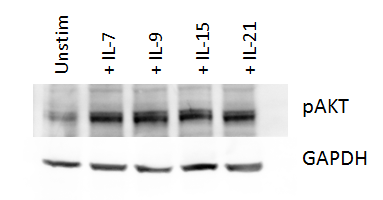 Unstim
+ IL-7
+ IL-9
+ IL-15
+ IL-21
pAKT
GAPDH